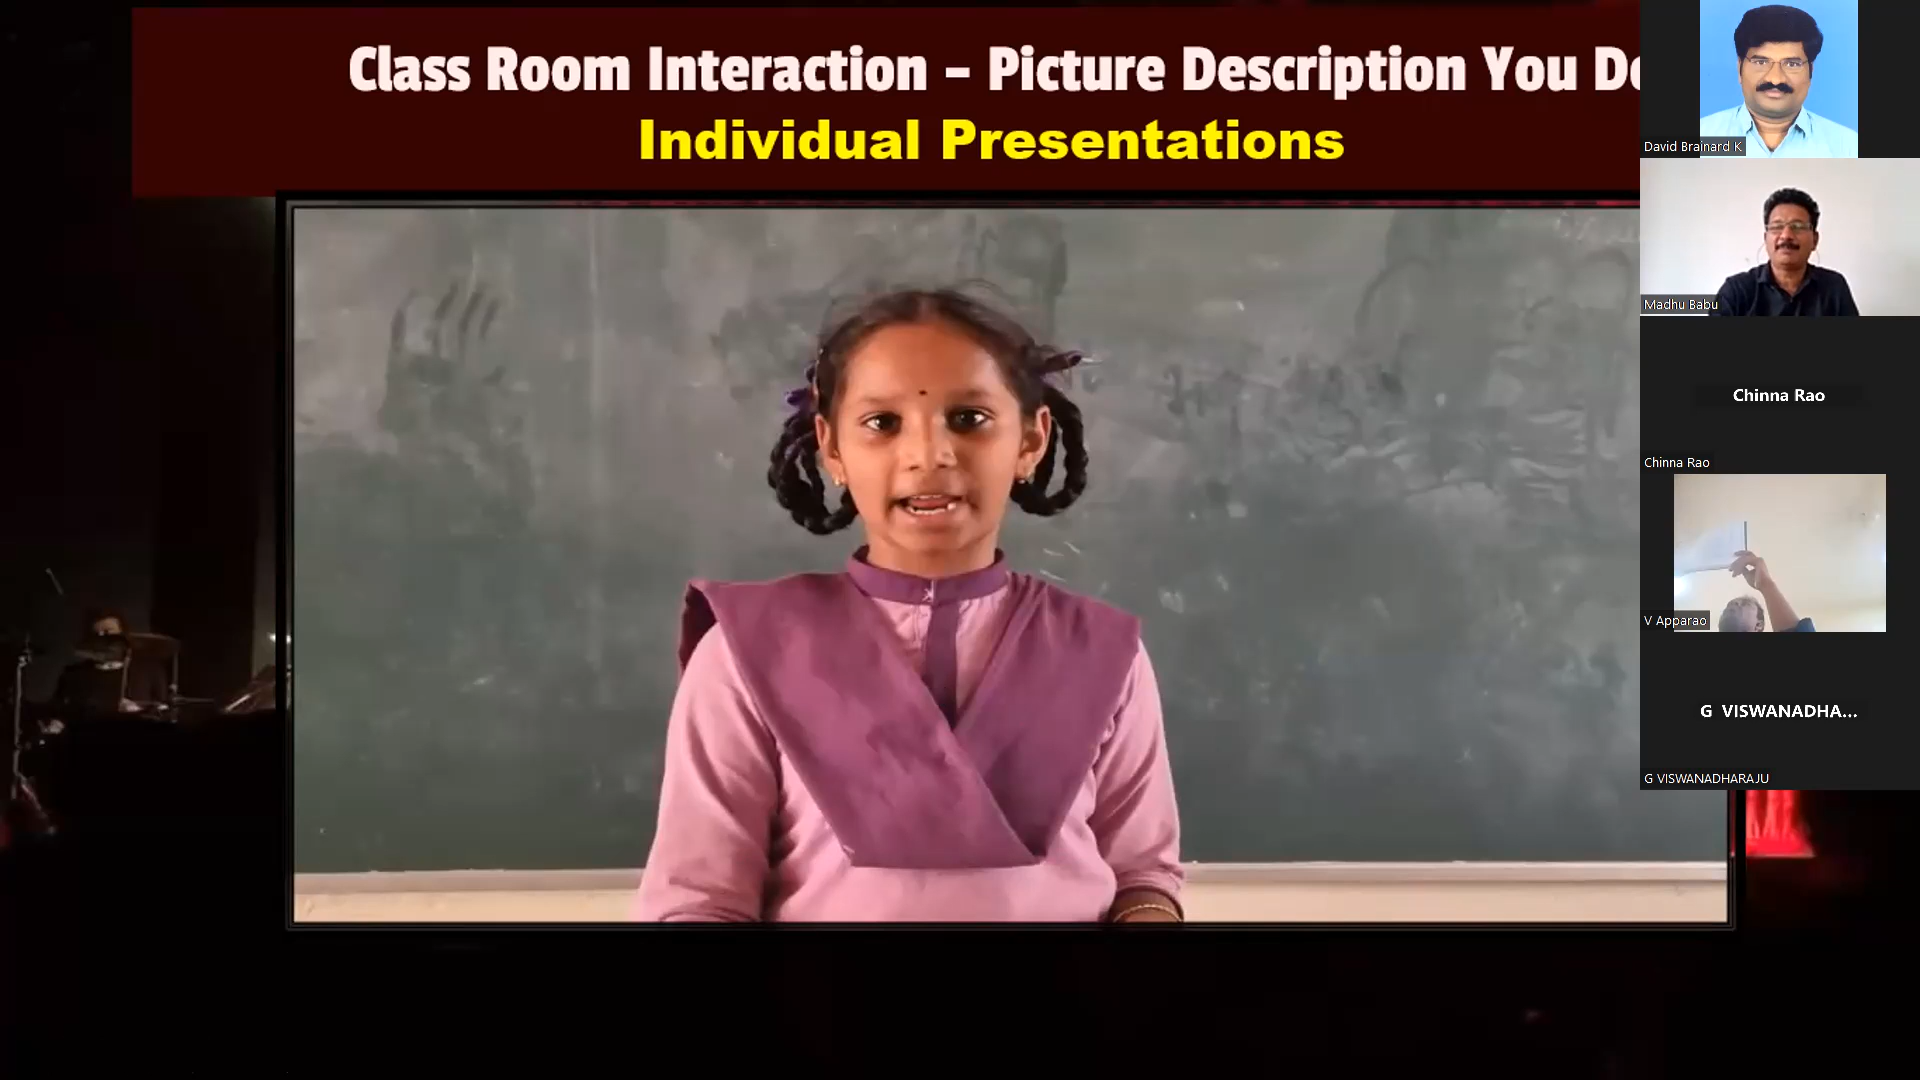 Class Room Interaction – Picture Description You Do
Individual Presentations
David Brainard K
Madhu Babu
Chinna Rao
Chinna Rao
V Apparao
G VISWANADHA...
G VISWANADHARAJU